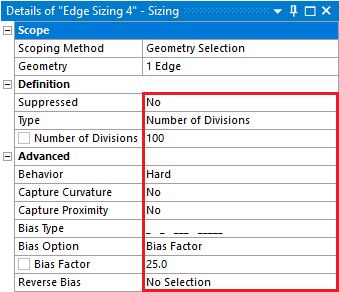 Details of "Edge Sizing 4" - Sizing
Scope
Scoping Method Geometry Selection
Geometry 1 Edge
Definition
Suppressed No
Type Number of Divisions
Number of Divisions 100
Advanced
Behavior Hard
Capture Curvature No
Capture Proximity No
Bias Type _ _ ___ _____
Bias Option Bias Factor
Bias Factor 25.0
Reverse Bias No Selection